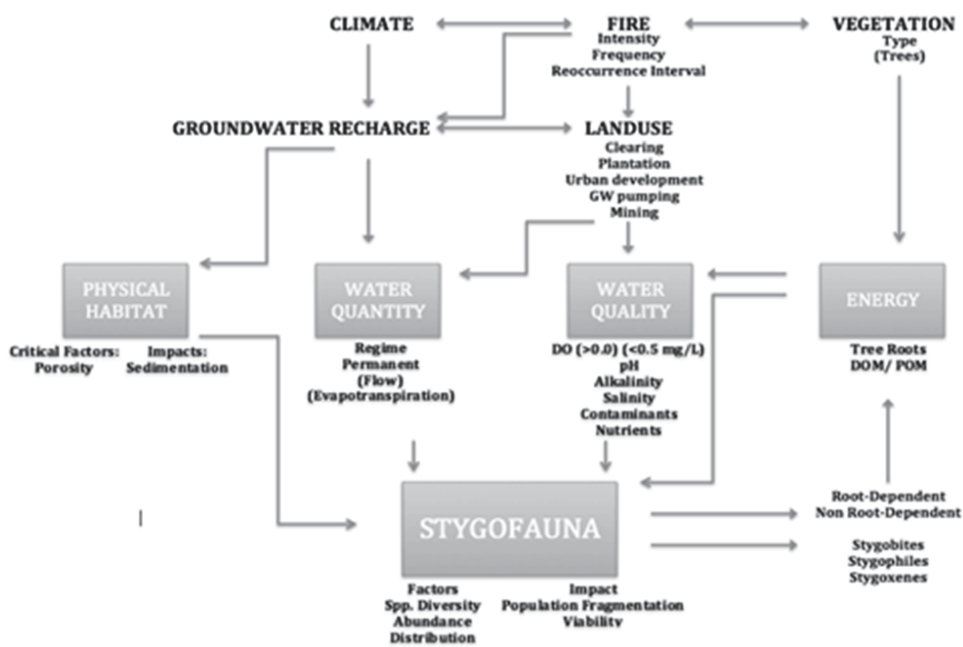 CLIMATE
FIRE
Intensity
Frequency
Reoccurrence Interval
VEGETATION
Type
(Trees)
GROUNDWATER RECHARGE
LANDUSE
Clearing
Plantation
Urban development
GW pumping
Mining
PHYSICAL
HABITAT
Critical Factors:
Porosity
Impacts:
Sedimentation
WATER
QUANTITY
Regime
Permanent
(Flow)
(Evapotranspiration)
WATER
QUALITY
DO (>0.0) (<0.5 mg/L)
pH
Alkalinity
Salinity
Contaminants
Nutrients
ENERGY
Tree Roots
DOM/ POM
STYGOFAUNA
Factors
Spp. Diversity
Abundance
Distribution
Impact
Population Fragmentation
Viability
Root-Dependent
Non Root-Dependent
Stygobites
Stygophiles
Stygoxenes